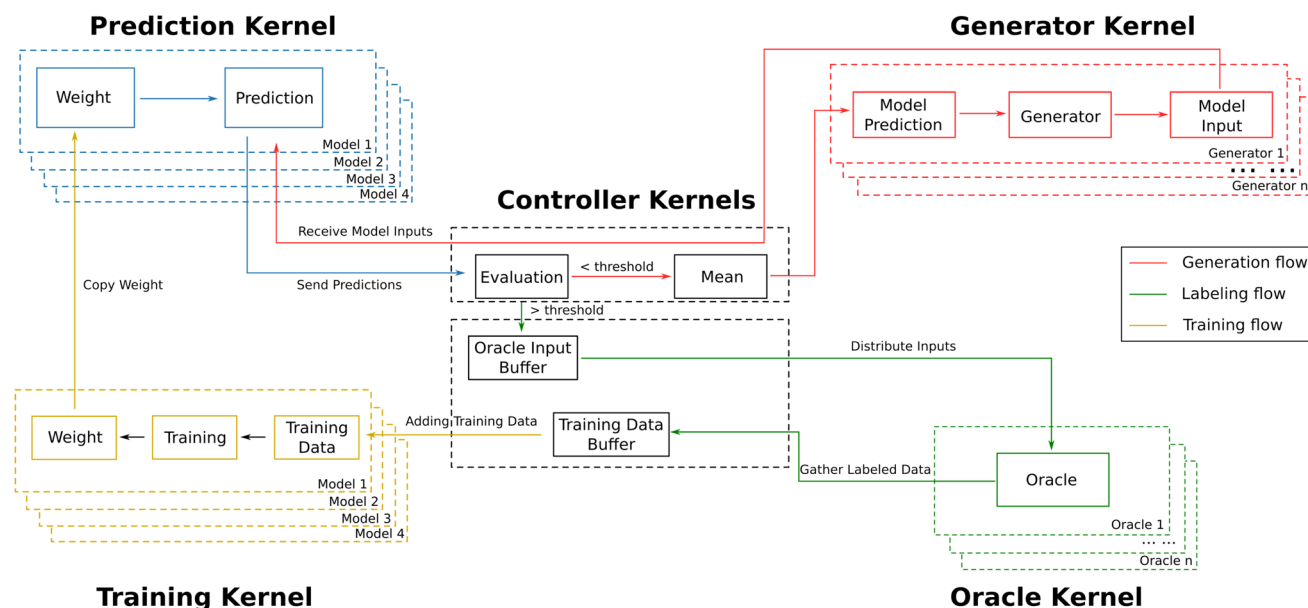 Prediction Kernel
Generator Kernel
Weight
Prediction
Model 1
Model 2
Model 3
Model 4
Model
Prediction
Generator
Model
Input
Generator 1
... ...
Generator n
Controller Kernels
Receive Model Inputs
Send Predictions
Copy Weight
Evaluation
< threshold
Mean
> threshold
Generation flow
Labeling flow
Training flow
Oracle Input
Buffer
Distribute Inputs
Training Data
Buffer
Adding Training Data
Gather Labeled Data
Weight
Training
Training
Data
Model 1
Model 2
Model 3
Model 4
Oracle
Oracle 1
... ...
Oracle n
Training Kernel
Oracle Kernel